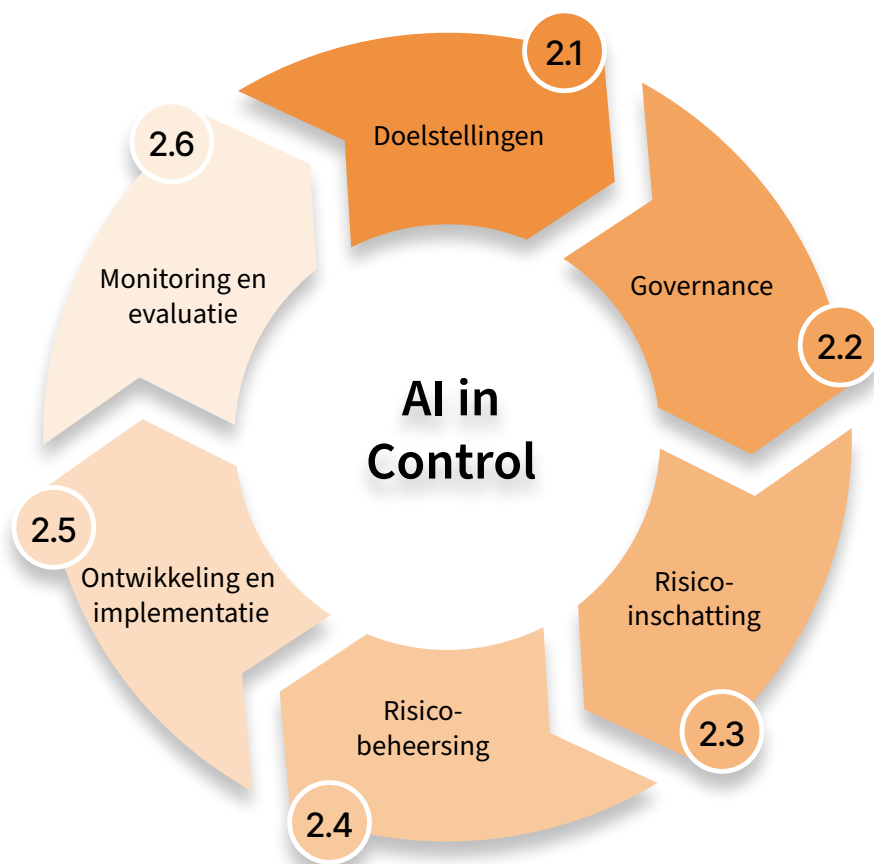 2.1
Doelstellingen
Governance
2.2
Risico-
inschatting
2.3
Risico-
beheersing
2.4
Ontwikkeling en
implementatie
2.5
Monitoring en
evaluatie
2.6
AI in
Control